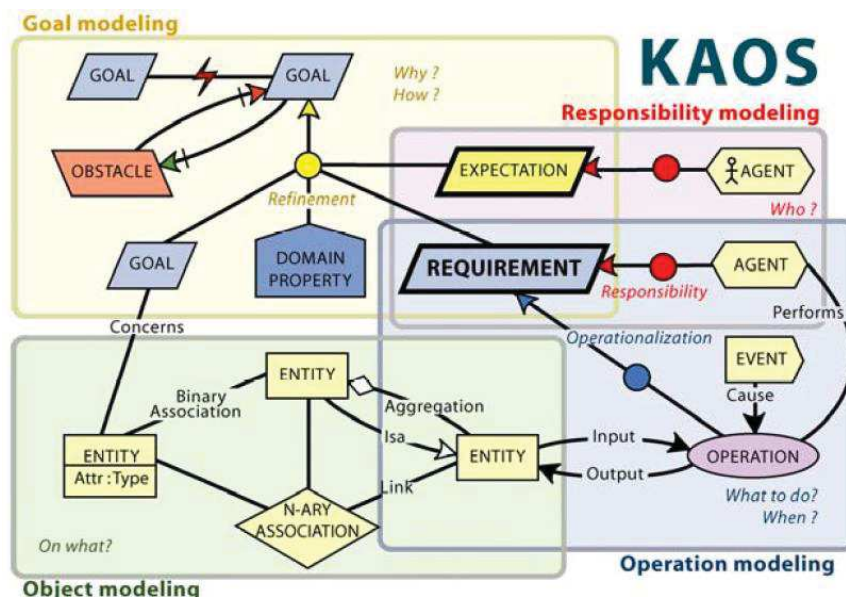 Goal modeling
KAOS
GOAL
GOAL
Why ?
How ?
Responsibility modeling
OBSTACLE
EXPECTATION
AGENT
Refinement
Who ?
GOAL
DOMAIN
PROPERTY
REQUIREMENT
AGENT
Responsibility
Performs
Concerns
Operationalization
EVENT
ENTITY
Binary
Association
Aggregation
Cause
Isa
ENTITY
Attr : Type
ENTITY
Input
OPERATION
Output
Link
N-ARY
ASSOCIATION
What to do?
When ?
On what?
Operation modeling
Object modeling